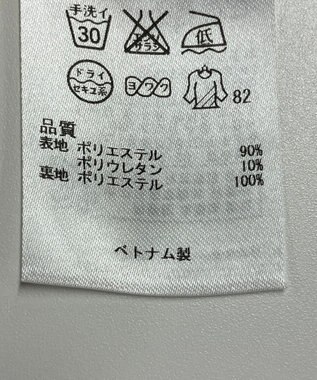 手洗イ
30 エンソ サラシ 低
ドライ セキユ系 ヨワク 82
品質
表地 ポリエステル 90%
ポリウレタン 10%
裏地 ポリエステル 100%
ベトナム製